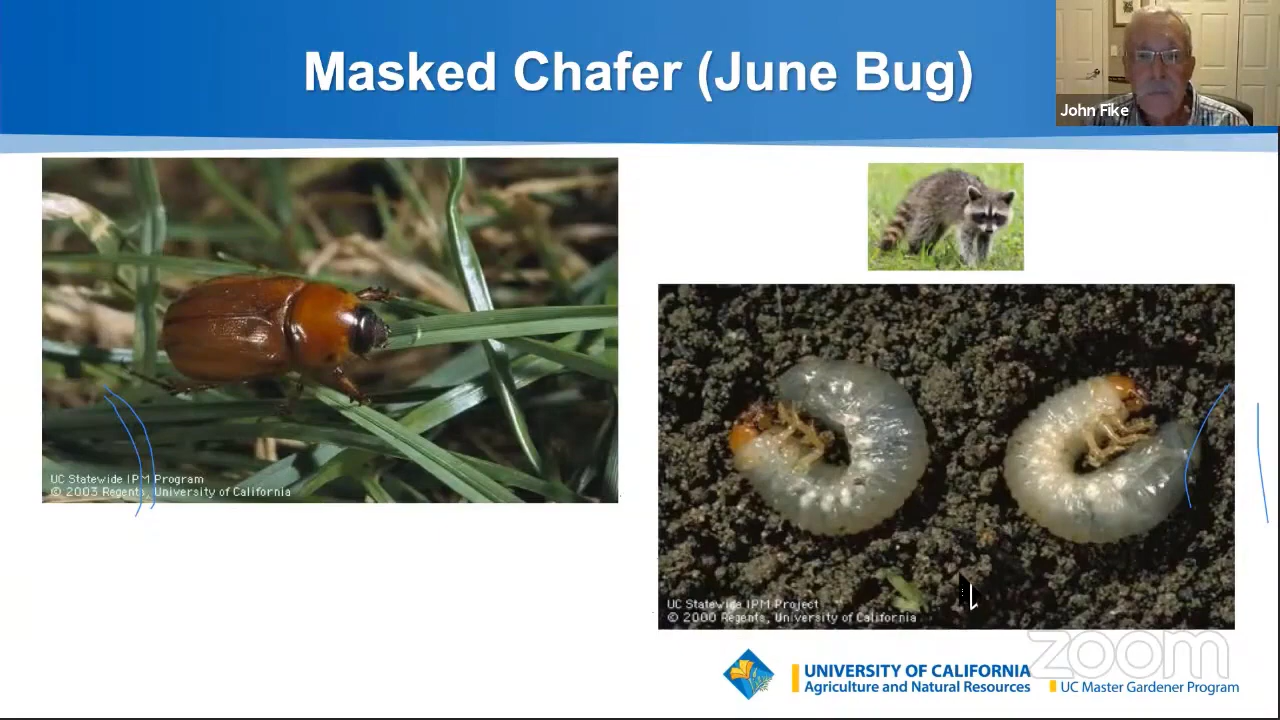 Masked Chafer (June Bug)
John Fike
UC Statewide IPM Program
© 2003 Regents, University of California
UC Statewide IPM Project
© 2000 Regents, University of California
zoom
UNIVERSITY OF CALIFORNIA
Agriculture and Natural Resources
UC Master Gardener Program